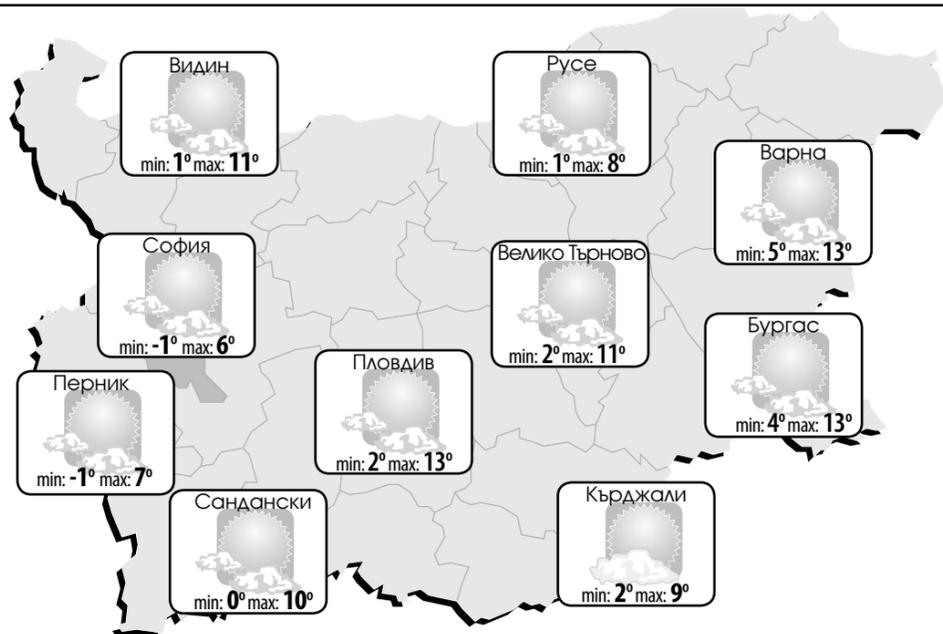 Видин
min: 1° max: 11°
Русе
min: 1° max: 8°
Варна
min: 5° max: 13°
София
min: -1° max: 6°
Велико Търново
min: 2° max: 11°
Бургас
min: 4° max: 13°
Пловдив
min: 2° max: 13°
Перник
min: -1° max: 7°
Сандански
min: 0° max: 10°
Кърджали
min: 2° max: 9°